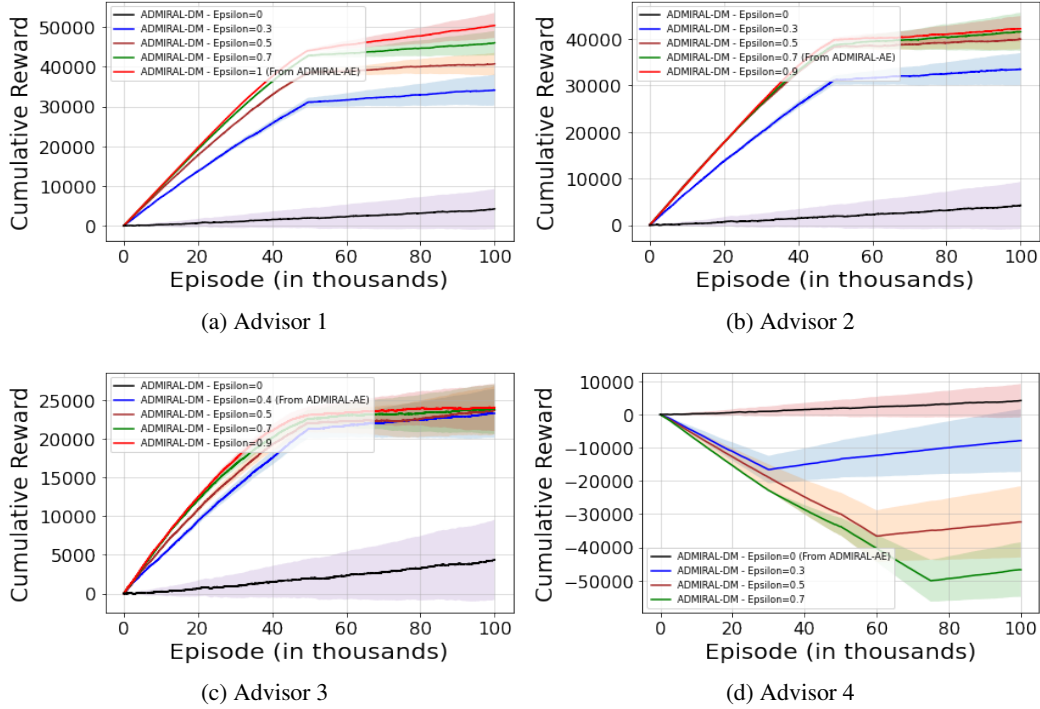 ADMIRAL-DM - Epsilon=0
ADMIRAL-DM - Epsilon=0.3
ADMIRAL-DM - Epsilon=0.5
ADMIRAL-DM - Epsilon=0.7
ADMIRAL-DM - Epsilon=1 (From ADMIRAL-AE)
50000
40000
30000
20000
10000
0
Cumulative Reward
0 20 40 60 80 100
Episode (in thousands)
(a) Advisor 1
ADMIRAL-DM - Epsilon=0
ADMIRAL-DM - Epsilon=0.3
ADMIRAL-DM - Epsilon=0.5
ADMIRAL-DM - Epsilon=0.7 (From ADMIRAL-AE)
ADMIRAL-DM - Epsilon=0.9
40000
30000
20000
10000
0
Cumulative Reward
0 20 40 60 80 100
Episode (in thousands)
(b) Advisor 2
ADMIRAL-DM - Epsilon=0
ADMIRAL-DM - Epsilon=0.4 (From ADMIRAL-AE)
ADMIRAL-DM - Epsilon=0.5
ADMIRAL-DM - Epsilon=0.7
ADMIRAL-DM - Epsilon=0.9
25000
20000
15000
10000
5000
0
Cumulative Reward
0 20 40 60 80 100
Episode (in thousands)
(c) Advisor 3
10000
0
−10000
−20000
−30000
−40000
−50000
Cumulative Reward
ADMIRAL-DM - Epsilon=0 (From ADMIRAL-AE)
ADMIRAL-DM - Epsilon=0.3
ADMIRAL-DM - Epsilon=0.5
ADMIRAL-DM - Epsilon=0.7
0 20 40 60 80 100
Episode (in thousands)
(d) Advisor 4